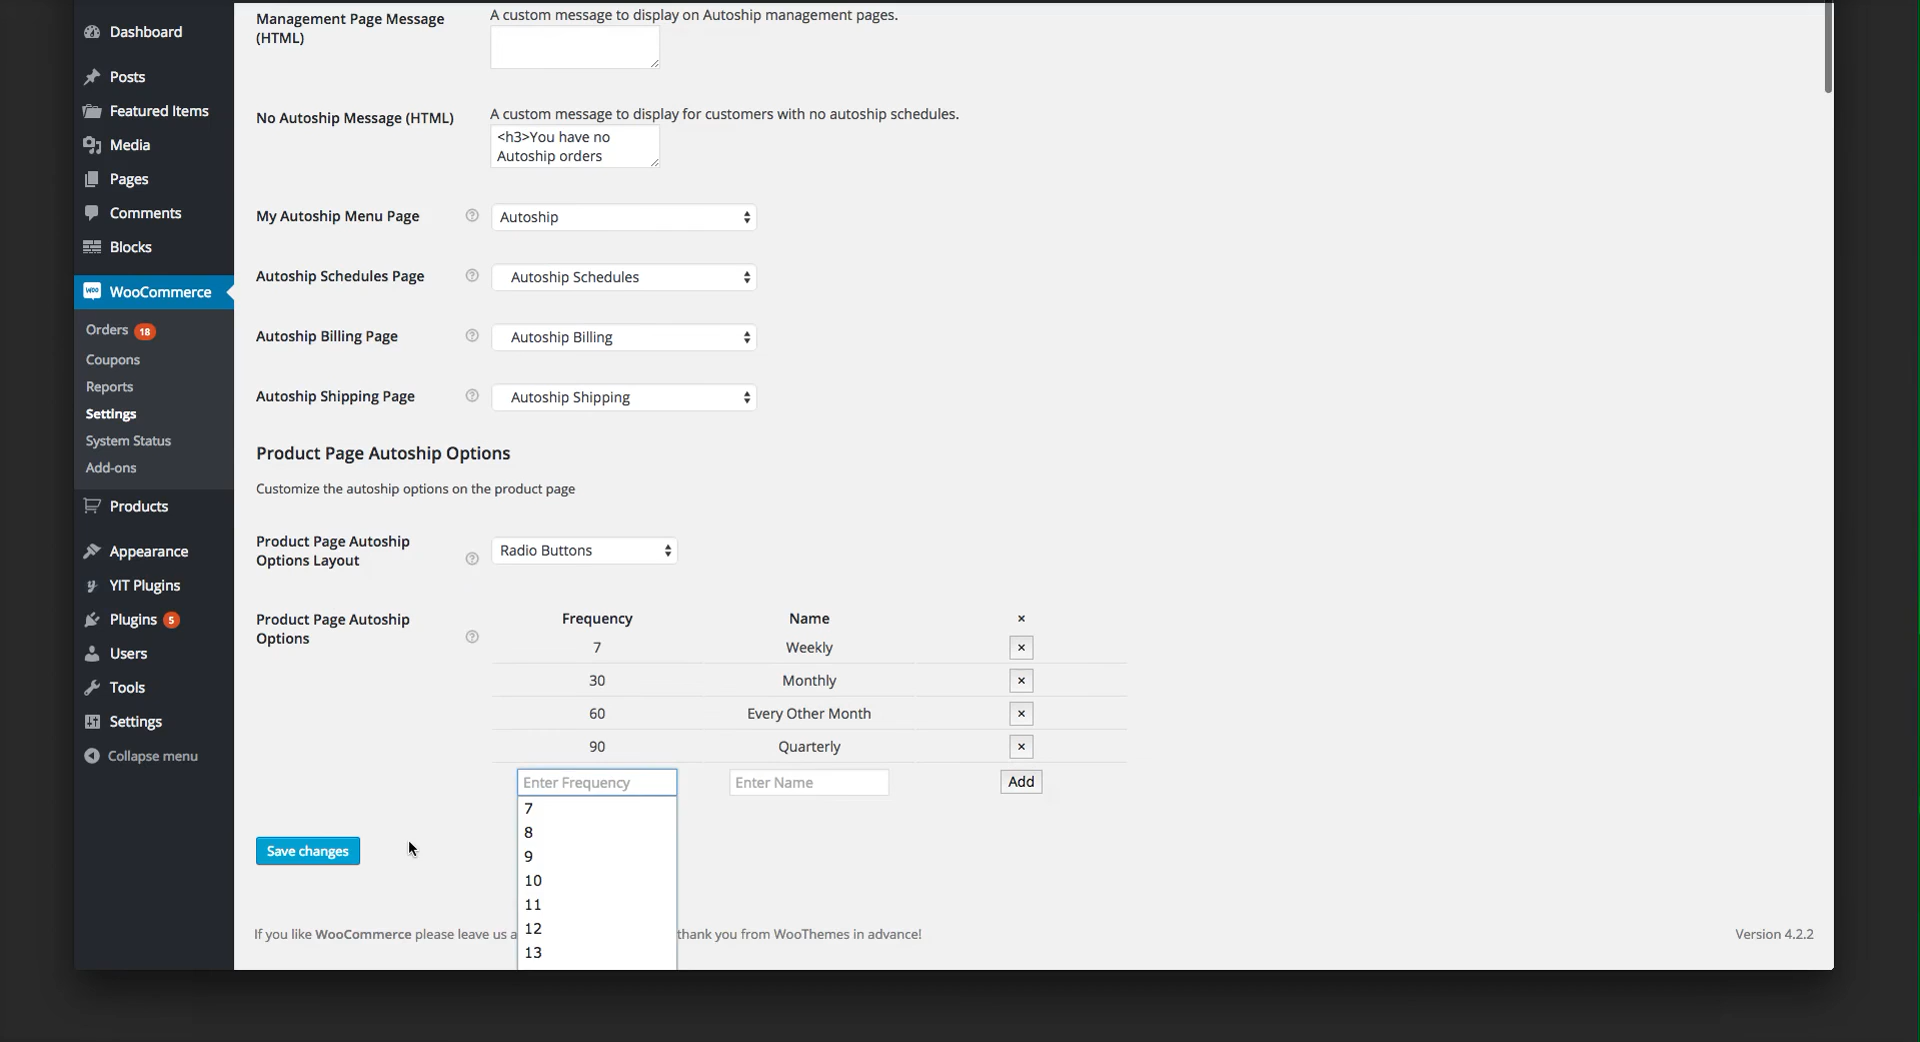 Dashboard
Posts
Featured Items
Media
Pages
Comments
Blocks
WooCommerce
Orders 18
Coupons
Reports
Settings
System Status
Add-ons
Products
Appearance
YIT Plugins
Plugins 5
Users
Tools
Settings
Collapse menu
Management Page Message
(HTML)
A custom message to display on Autoship management pages.
No Autoship Message (HTML)
A custom message to display for customers with no autoship schedules.
<h3>You have no
Autoship orders
My Autoship Menu Page
Autoship
Autoship Schedules Page
Autoship Schedules
Autoship Billing Page
Autoship Billing
Autoship Shipping Page
Autoship Shipping
Product Page Autoship Options
Customize the autoship options on the product page
Product Page Autoship
Options Layout
Radio Buttons
Product Page Autoship
Options
Frequency Name ×
7 Weekly ×
30 Monthly ×
60 Every Other Month ×
90 Quarterly ×
Enter Frequency Enter Name Add
7
8
9
10
11
12
13
Save changes
If you like WooCommerce please leave us a thank you from WooThemes in advance!
Version 4.2.2